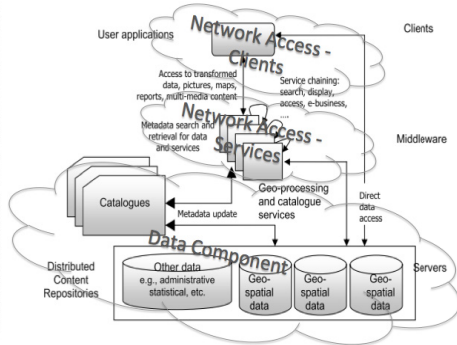 Network Access -
Clients
User applications
Clients
Access to transformed
data, pictures, maps,
reports, multi-media content
Service chaining:
search, display,
access, e-business,
....
Network Access -
Services
Metadata search and
retrieval for data
and services
Middleware
Geo-processing
and catalogue
services
Catalogues
Metadata update
Direct
data
access
Data Component
Distributed
Content
Repositories
Servers
Other data
e.g., administrative
statistical, etc.
Geo-
spatial
data
Geo-
spatial
data
Geo-
spatial
data